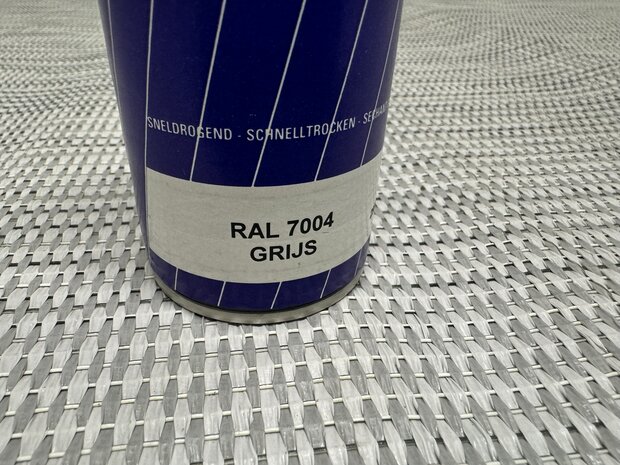 SNELDROGEND - SCHNELLTROCKEN -
RAL 7004
GRIJS